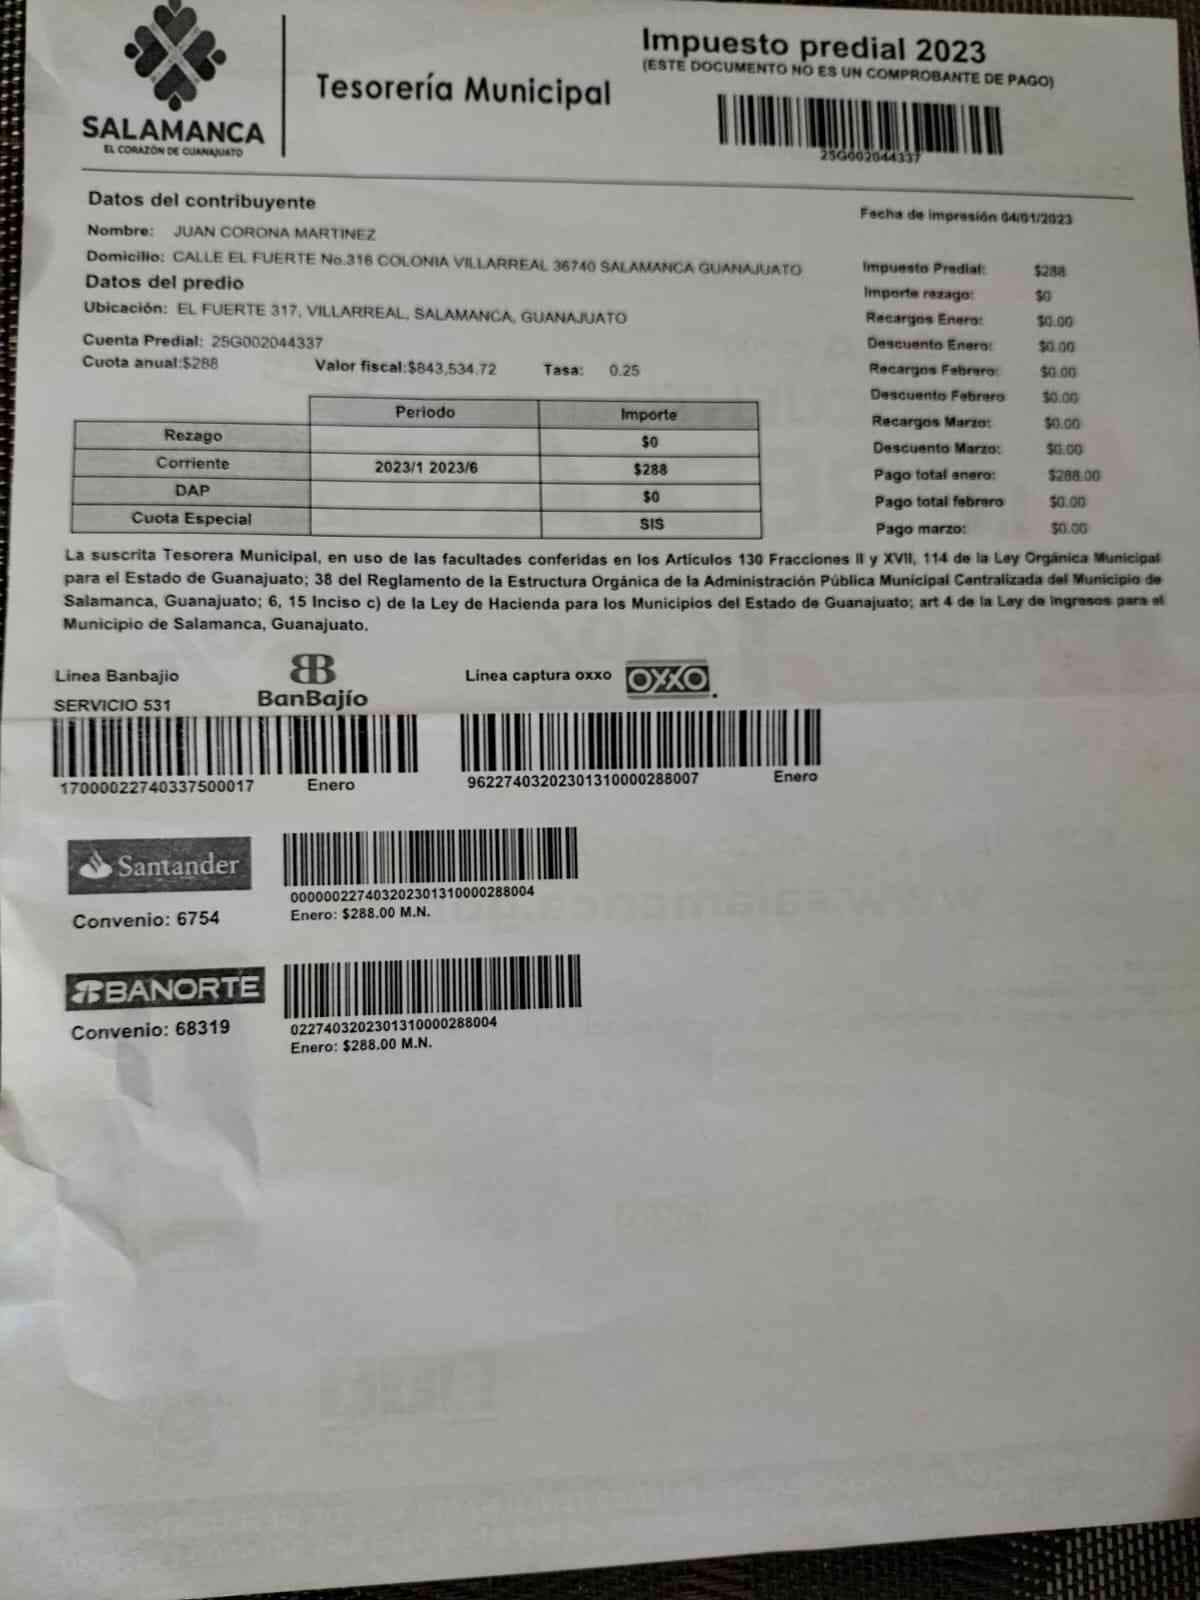 SALAMANCA
EL CORAZÓN DE GUANAJUATO
Tesorería Municipal
Impuesto predial 2023
(ESTE DOCUMENTO NO ES UN COMPROBANTE DE PAGO)
25G002044337
Datos del contribuyente
Nombre: JUAN CORONA MARTINEZ
Domicilio: CALLE EL FUERTE No.316 COLONIA VILLARREAL 36740 SALAMANCA GUANAJUATO
Datos del predio
Ubicación: EL FUERTE 317, VILLARREAL, SALAMANCA, GUANAJUATO
Cuenta Predial: 25G002044337
Cuota anual:$288 Valor fiscal:$843,534.72 Tasa: 0.25
Fecha de impresión 04/01/2023
Impuesto Predial: $288
Importe rezago: $0
Recargos Enero: $0.00
Descuento Enero: $0.00
Recargos Febrero: $0.00
Descuento Febrero $0.00
Recargos Marzo: $0.00
Descuento Marzo: $0.00
Pago total enero: $288.00
Pago total febrero $0.00
Pago marzo: $0.00
Periodo Importe
Rezago $0
Corriente 2023/1 2023/6 $288
DAP $0
Cuota Especial SIS
La suscrita Tesorera Municipal, en uso de las facultades conferidas en los Artículos 130 Fracciones II y XVII, 114 de la Ley Orgánica Municipal
para el Estado de Guanajuato; 38 del Reglamento de la Estructura Orgánica de la Administración Pública Municipal Centralizada del Municipio de
Salamanca, Guanajuato; 6, 15 Inciso c) de la Ley de Hacienda para los Municipios del Estado de Guanajuato; art 4 de la Ley de Ingresos para el
Municipio de Salamanca, Guanajuato.
Línea Banbajio
SERVICIO 531
BanBajío
Línea captura oxxo
OXXO
17000022740337500017 Enero
96227403202301310000288007 Enero
Santander
Convenio: 6754
0000000227403202301310000288004
Enero: $288.00 M.N.
BANORTE
Convenio: 68319
0227403202301310000288004
Enero: $288.00 M.N.